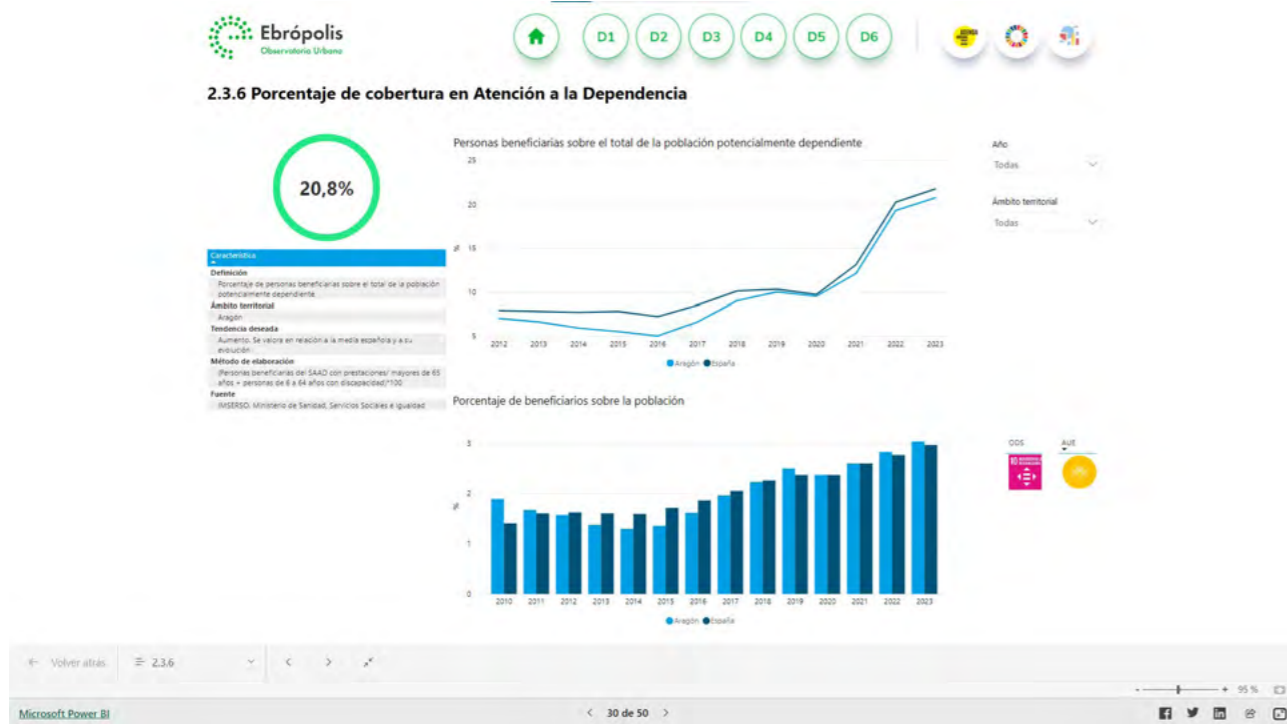 Ebrópolis
Observatorio Urbano
D1 D2 D3 D4 D5 D6
AGENDA
2.3.6 Porcentaje de cobertura en Atención a la Dependencia
20,8%
Característica
Definición
Porcentaje de personas beneficiarias sobre el total de la población
potencialmente dependiente
Ámbito territorial
Aragón
Tendencia deseada
Aumento. Se valora en relación a la media española y a su
evolución
Método de elaboración
(Personas beneficiarias del SAAD con prestaciones/ mayores de 65
años + personas de 6 a 64 años con discapacidad)*100
Fuente
IMSERSO. Ministerio de Sanidad, Servicios Sociales e Igualdad
Personas beneficiarias sobre el total de la población potencialmente dependiente
25
20
15
10
5
%
2012 2013 2014 2015 2016 2017 2018 2019 2020 2021 2022 2023
Aragón España
Año
Todas
Ámbito territorial
Todas
Porcentaje de beneficiarios sobre la población
3
2
1
0
%
2010 2011 2012 2013 2014 2015 2016 2017 2018 2019 2020 2021 2022 2023
Aragón España
ODS AUE
10
Volver atrás 2.3.6
95 %
Microsoft Power BI
30 de 50